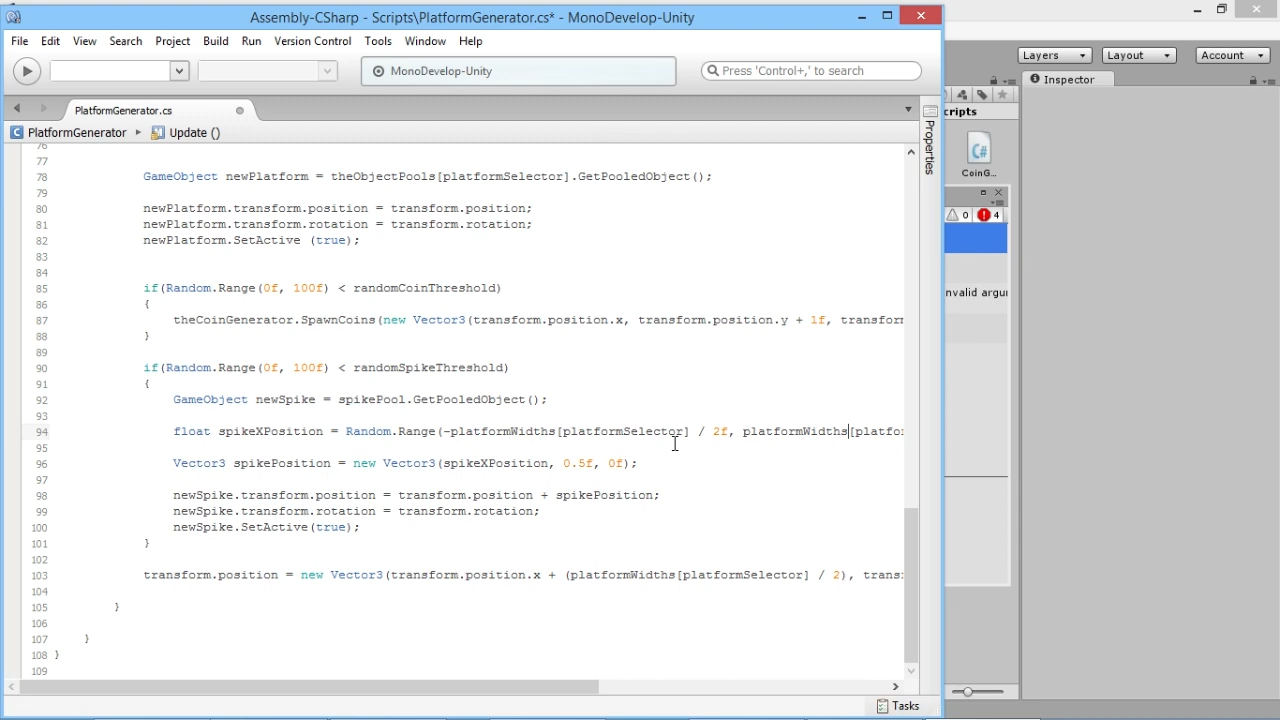 Assembly-CSharp - Scripts\PlatformGenerator.cs* - MonoDevelop-Unity
File Edit View Search Project Build Run Version Control Tools Window Help
MonoDevelop-Unity
Press 'Control+,' to search
Layers Layout Account
Inspector
PlatformGenerator.cs
PlatformGenerator Update ()
Properties
cripts
CoinG...
0 4
nvalid argur
76
77
78 GameObject newPlatform = theObjectPools[platformSelector].GetPooledObject();
79
80 newPlatform.transform.position = transform.position;
81 newPlatform.transform.rotation = transform.rotation;
82 newPlatform.SetActive (true);
83
84
85 if(Random.Range(0f, 100f) < randomCoinThreshold)
86 {
87 theCoinGenerator.SpawnCoins(new Vector3(transform.position.x, transform.position.y + 1f, transform
88 }
89
90 if(Random.Range(0f, 100f) < randomSpikeThreshold)
91 {
92 GameObject newSpike = spikePool.GetPooledObject();
93
94 float spikeXPosition = Random.Range(-platformWidths[platformSelector] / 2f, platformWidths[platfor
95
96 Vector3 spikePosition = new Vector3(spikeXPosition, 0.5f, 0f);
97
98 newSpike.transform.position = transform.position + spikePosition;
99 newSpike.transform.rotation = transform.rotation;
100 newSpike.SetActive(true);
101 }
102
103 transform.position = new Vector3(transform.position.x + (platformWidths[platformSelector] / 2), trans
104
105 }
106
107 }
108 }
109
Tasks